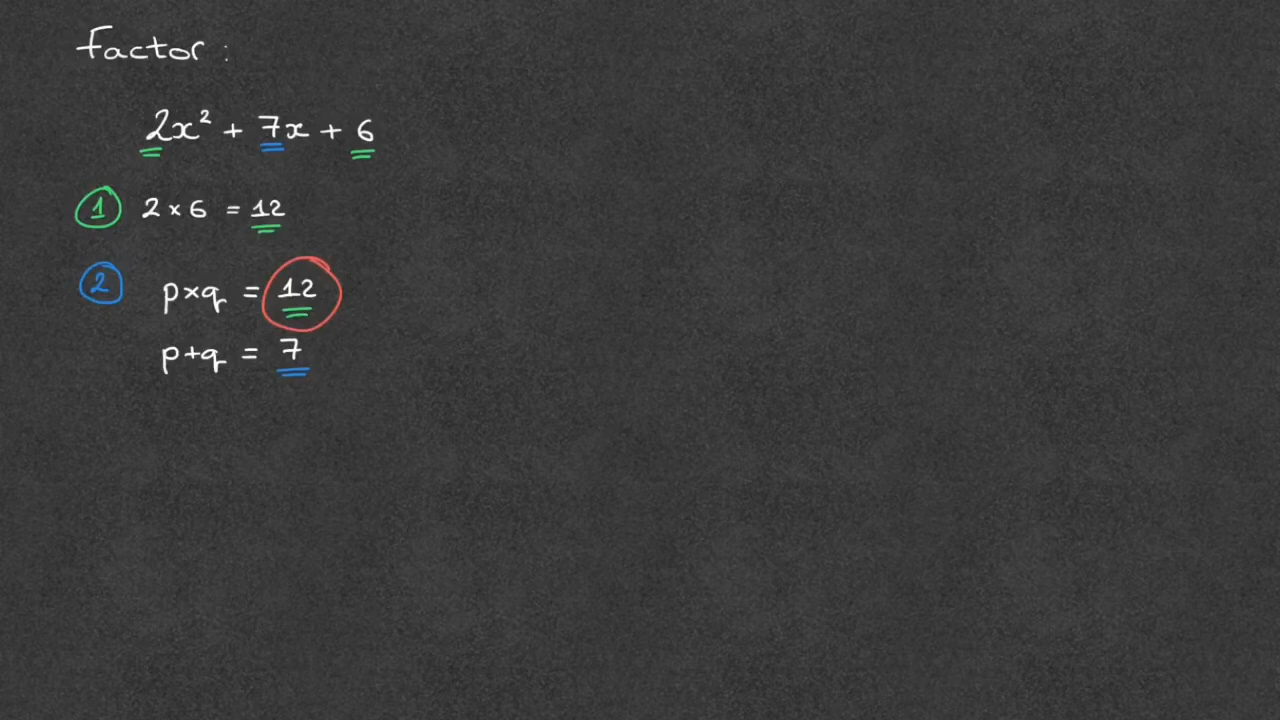 Factor :
2x² + 7x + 6
1 2 × 6 = 12
2 p×q = 12
p+q = 7